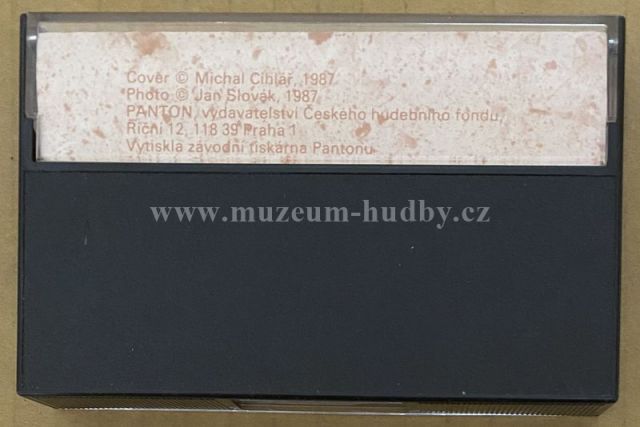 Cover © Michal Cihlář, 1987
Photo © Jan Slovák, 1987
PANTON, vydavatelství Českého hudebního fondu,
Říční 12, 118 39 Praha 1
Vytiskla závodní tiskárna Pantonu
www.muzeum-hudby.cz